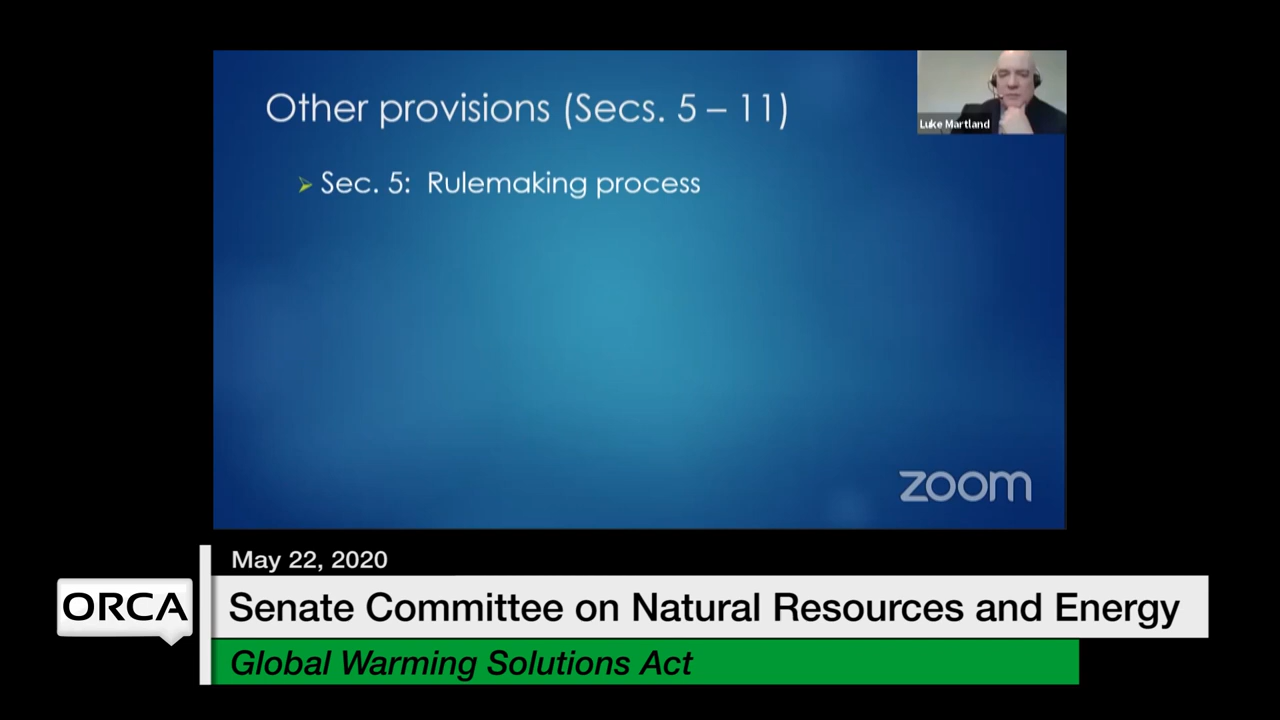 Other provisions (Secs. 5 – 11)
Luke Martland
➢ Sec. 5: Rulemaking process
zoom
May 22, 2020
ORCA
Senate Committee on Natural Resources and Energy
Global Warming Solutions Act